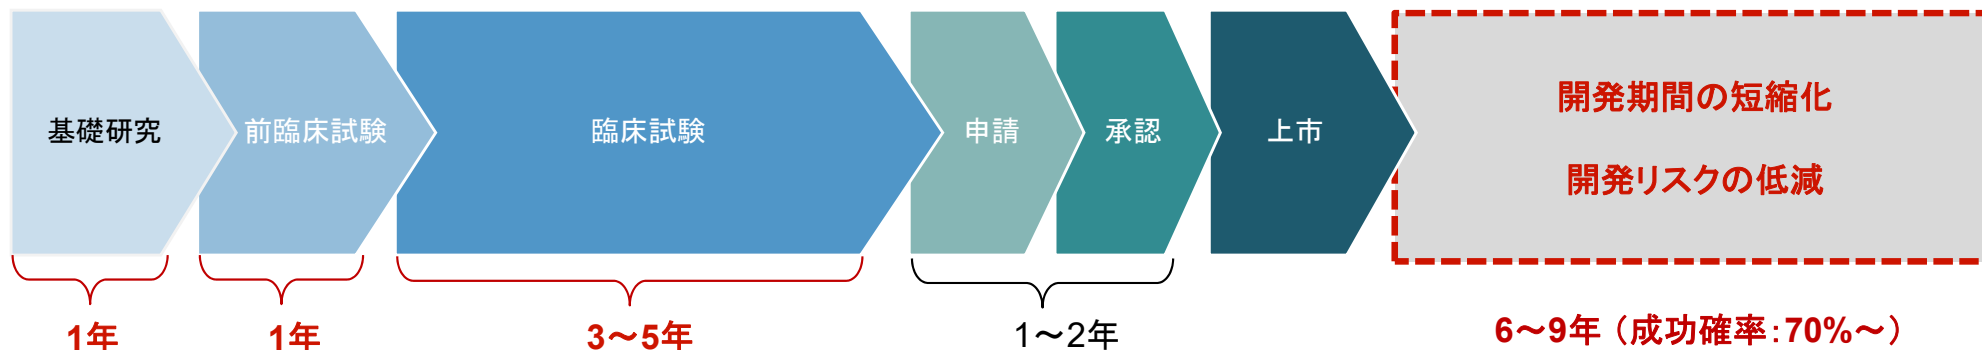 基礎研究
前臨床試験
臨床試験
申請
承認
上市
開発期間の短縮化
開発リスクの低減
1年
1年
3～5年
1～2年
6～9年（成功確率：70%～）